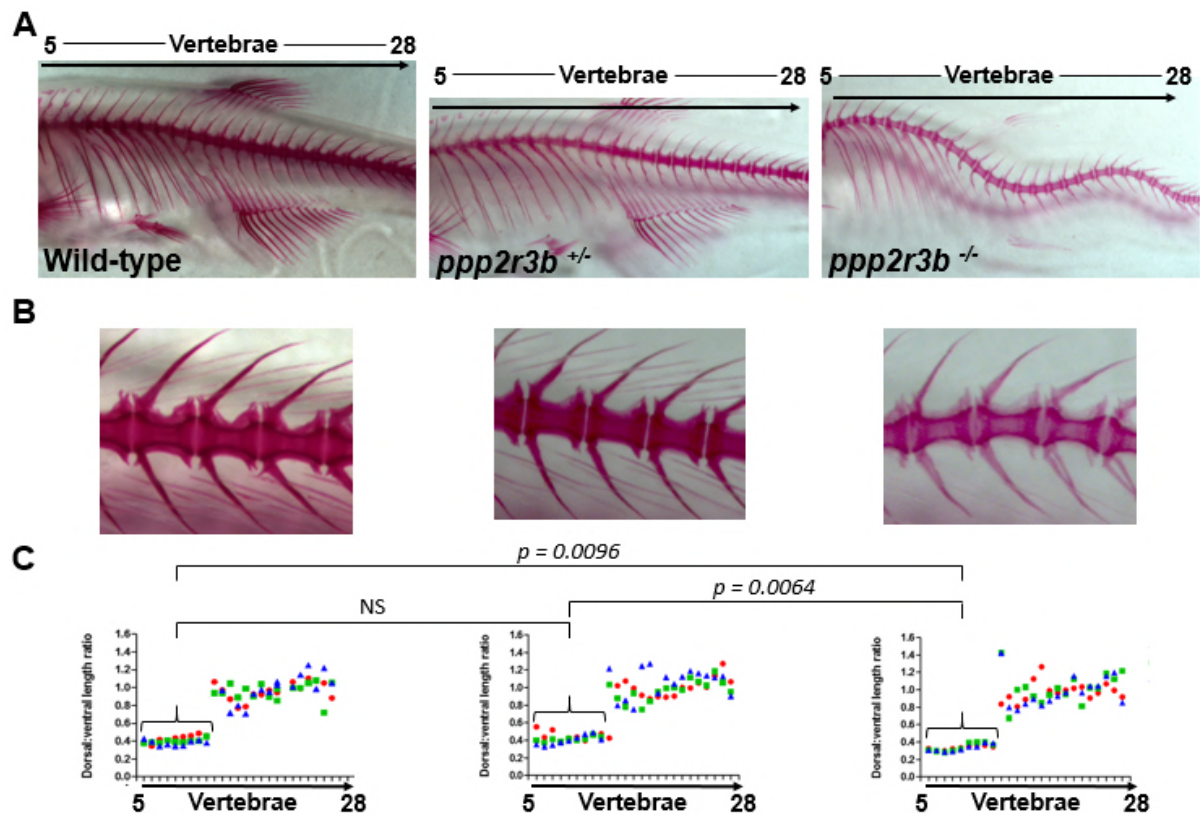 A
5 Vertebrae 28
5 Vertebrae 28
5 Vertebrae 28
Wild-type
ppp2r3b +/-
ppp2r3b -/-
B
C
p = 0.0096
p = 0.0064
NS
Dorsal:ventral length ratio
1.6
1.4
1.2
1.0
0.8
0.6
0.4
0.2
0.0
5 Vertebrae 28
Dorsal:ventral length ratio
1.6
1.4
1.2
1.0
0.8
0.6
0.4
0.2
0.0
5 Vertebrae 28
Dorsal:ventral length ratio
1.6
1.4
1.2
1.0
0.8
0.6
0.4
0.2
0.0
5 Vertebrae 28